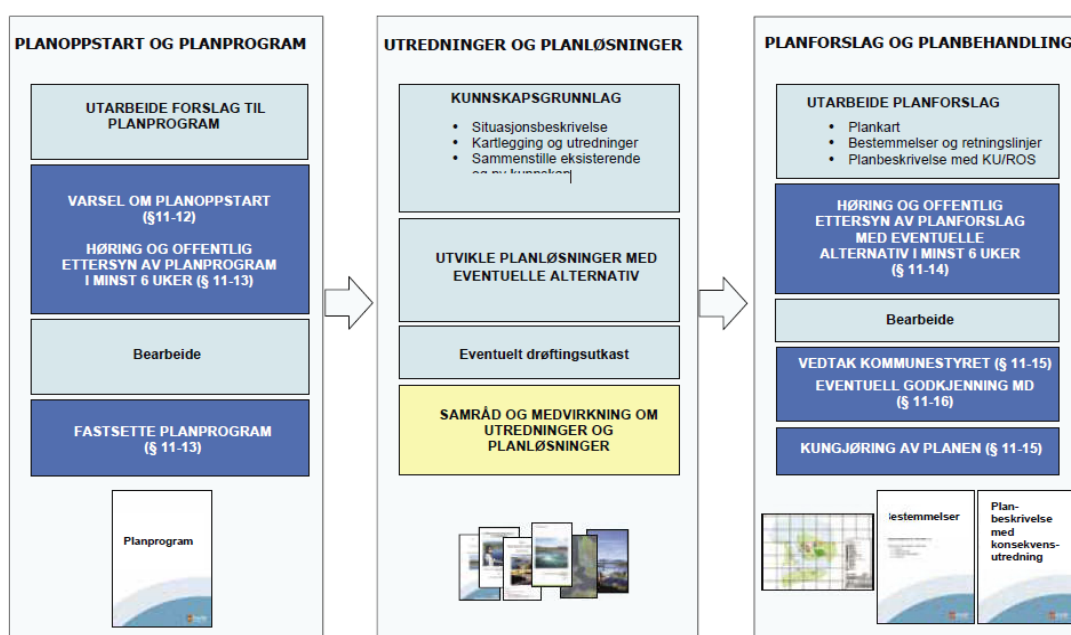 PLANOPPSTART OG PLANPROGRAM
UTARBEIDE FORSLAG TIL
PLANPROGRAM
VARSEL OM PLANOPPSTART
(§11-12)
HØRING OG OFFENTLIG
ETTERSYN AV PLANPROGRAM
I MINST 6 UKER (§ 11-13)
Bearbeide
FASTSETTE PLANPROGRAM
(§ 11-13)
Planprogram
UTREDNINGER OG PLANLØSNINGER
KUNNSKAPSGRUNNLAG
• Situasjonsbeskrivelse
• Kartlegging og utredninger
• Sammenstille eksisterende
og ny kunnskap
UTVIKLE PLANLØSNINGER MED
EVENTUELLE ALTERNATIV
Eventuelt drøftingsutkast
SAMRÅD OG MEDVIRKNING OM
UTREDNINGER OG
PLANLØSNINGER
PLANFORSLAG OG PLANBEHANDLING
UTARBEIDE PLANFORSLAG
• Plankart
• Bestemmelser og retningslinjer
• Planbeskrivelse med KU/ROS
HØRING OG OFFENTLIG
ETTERSYN AV PLANFORSLAG
MED EVENTUELLE
ALTERNATIV I MINST 6 UKER
(§ 11-14)
Bearbeide
VEDTAK KOMMUNESTYRET (§ 11-15)
EVENTUELL GODKJENNING MD
(§ 11-16)
KUNGJØRING AV PLANEN (§ 11-15)
Bestemmelser
Plan-
beskrivelse
med
konsekvens-
utredning